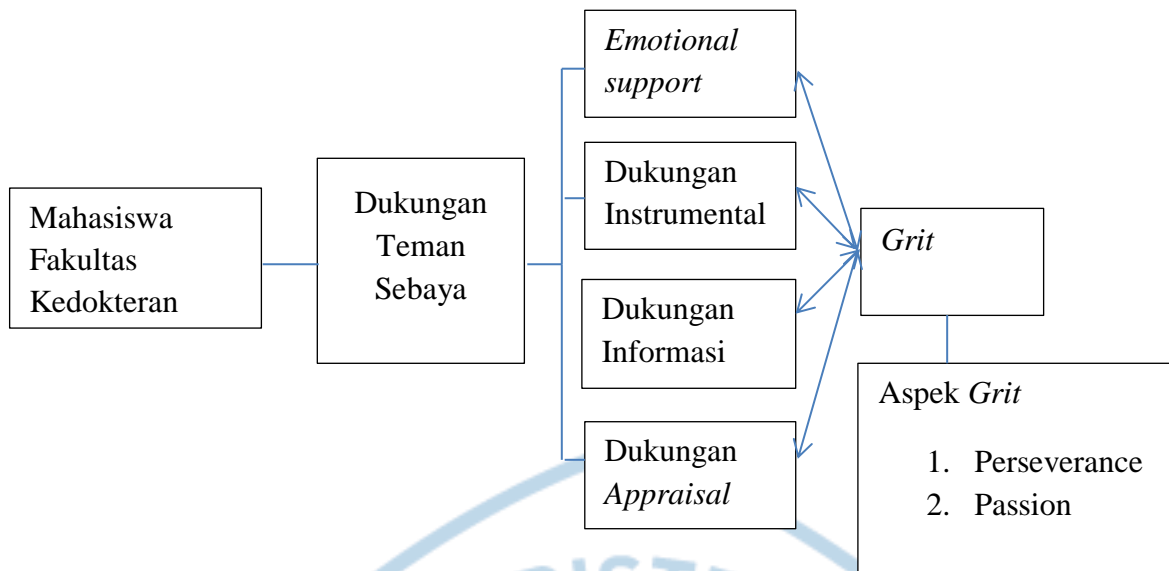 Mahasiswa
Fakultas
Kedokteran
Dukungan
Teman
Sebaya
Emotional
support
Dukungan
Instrumental
Dukungan
Informasi
Dukungan
Appraisal
Grit
Aspek Grit
1. Perseverance
2. Passion